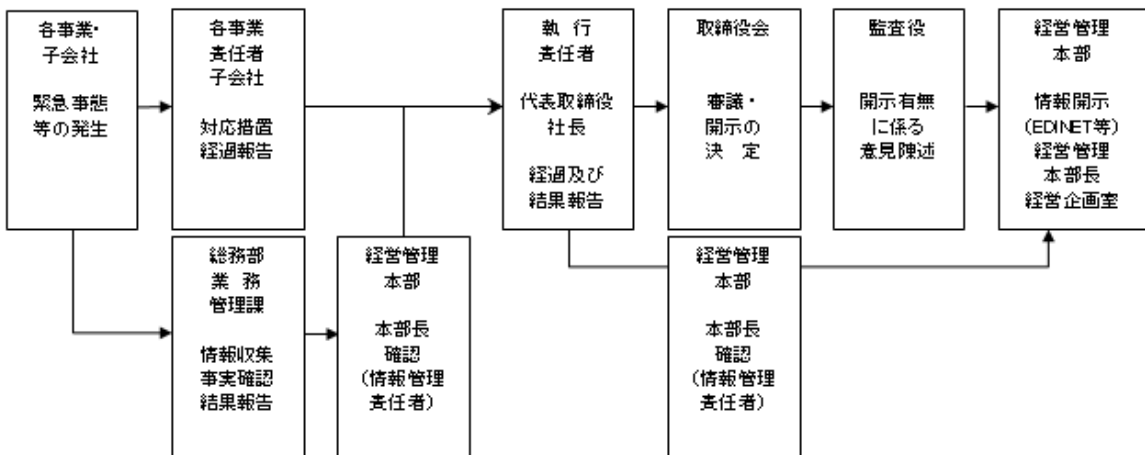 各事業・
子会社
緊急事態
等の発生
各事業
責任者
子会社
対応措置
経過報告
執　行
責任者
代表取締役
社長
経過及び
結果報告
取締役会
審議・
開示の
決　定
監査役
開示有無
に係る
意見陳述
経営管理
本部
情報開示
(EDINET等)
経営管理
本部長
経営企画室
総務部
業　務
管理課
情報収集
事実確認
結果報告
経営管理
本部
本部長
確認
(情報管理
責任者)
経営管理
本部
本部長
確認
(情報管理
責任者)